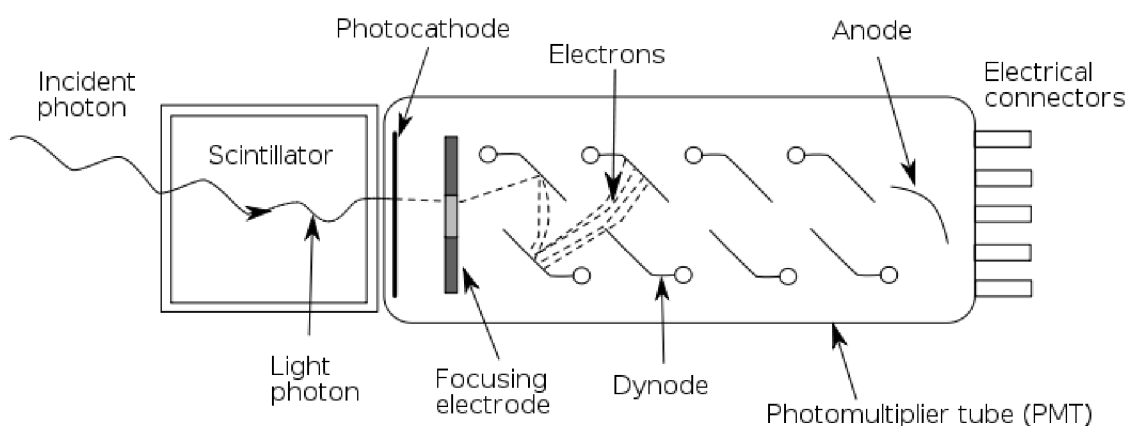 Photocathode
Electrons
Anode
Incident
photon
Electrical
connectors
Scintillator
Light
photon
Focusing
electrode
Dynode
Photomultiplier tube (PMT)